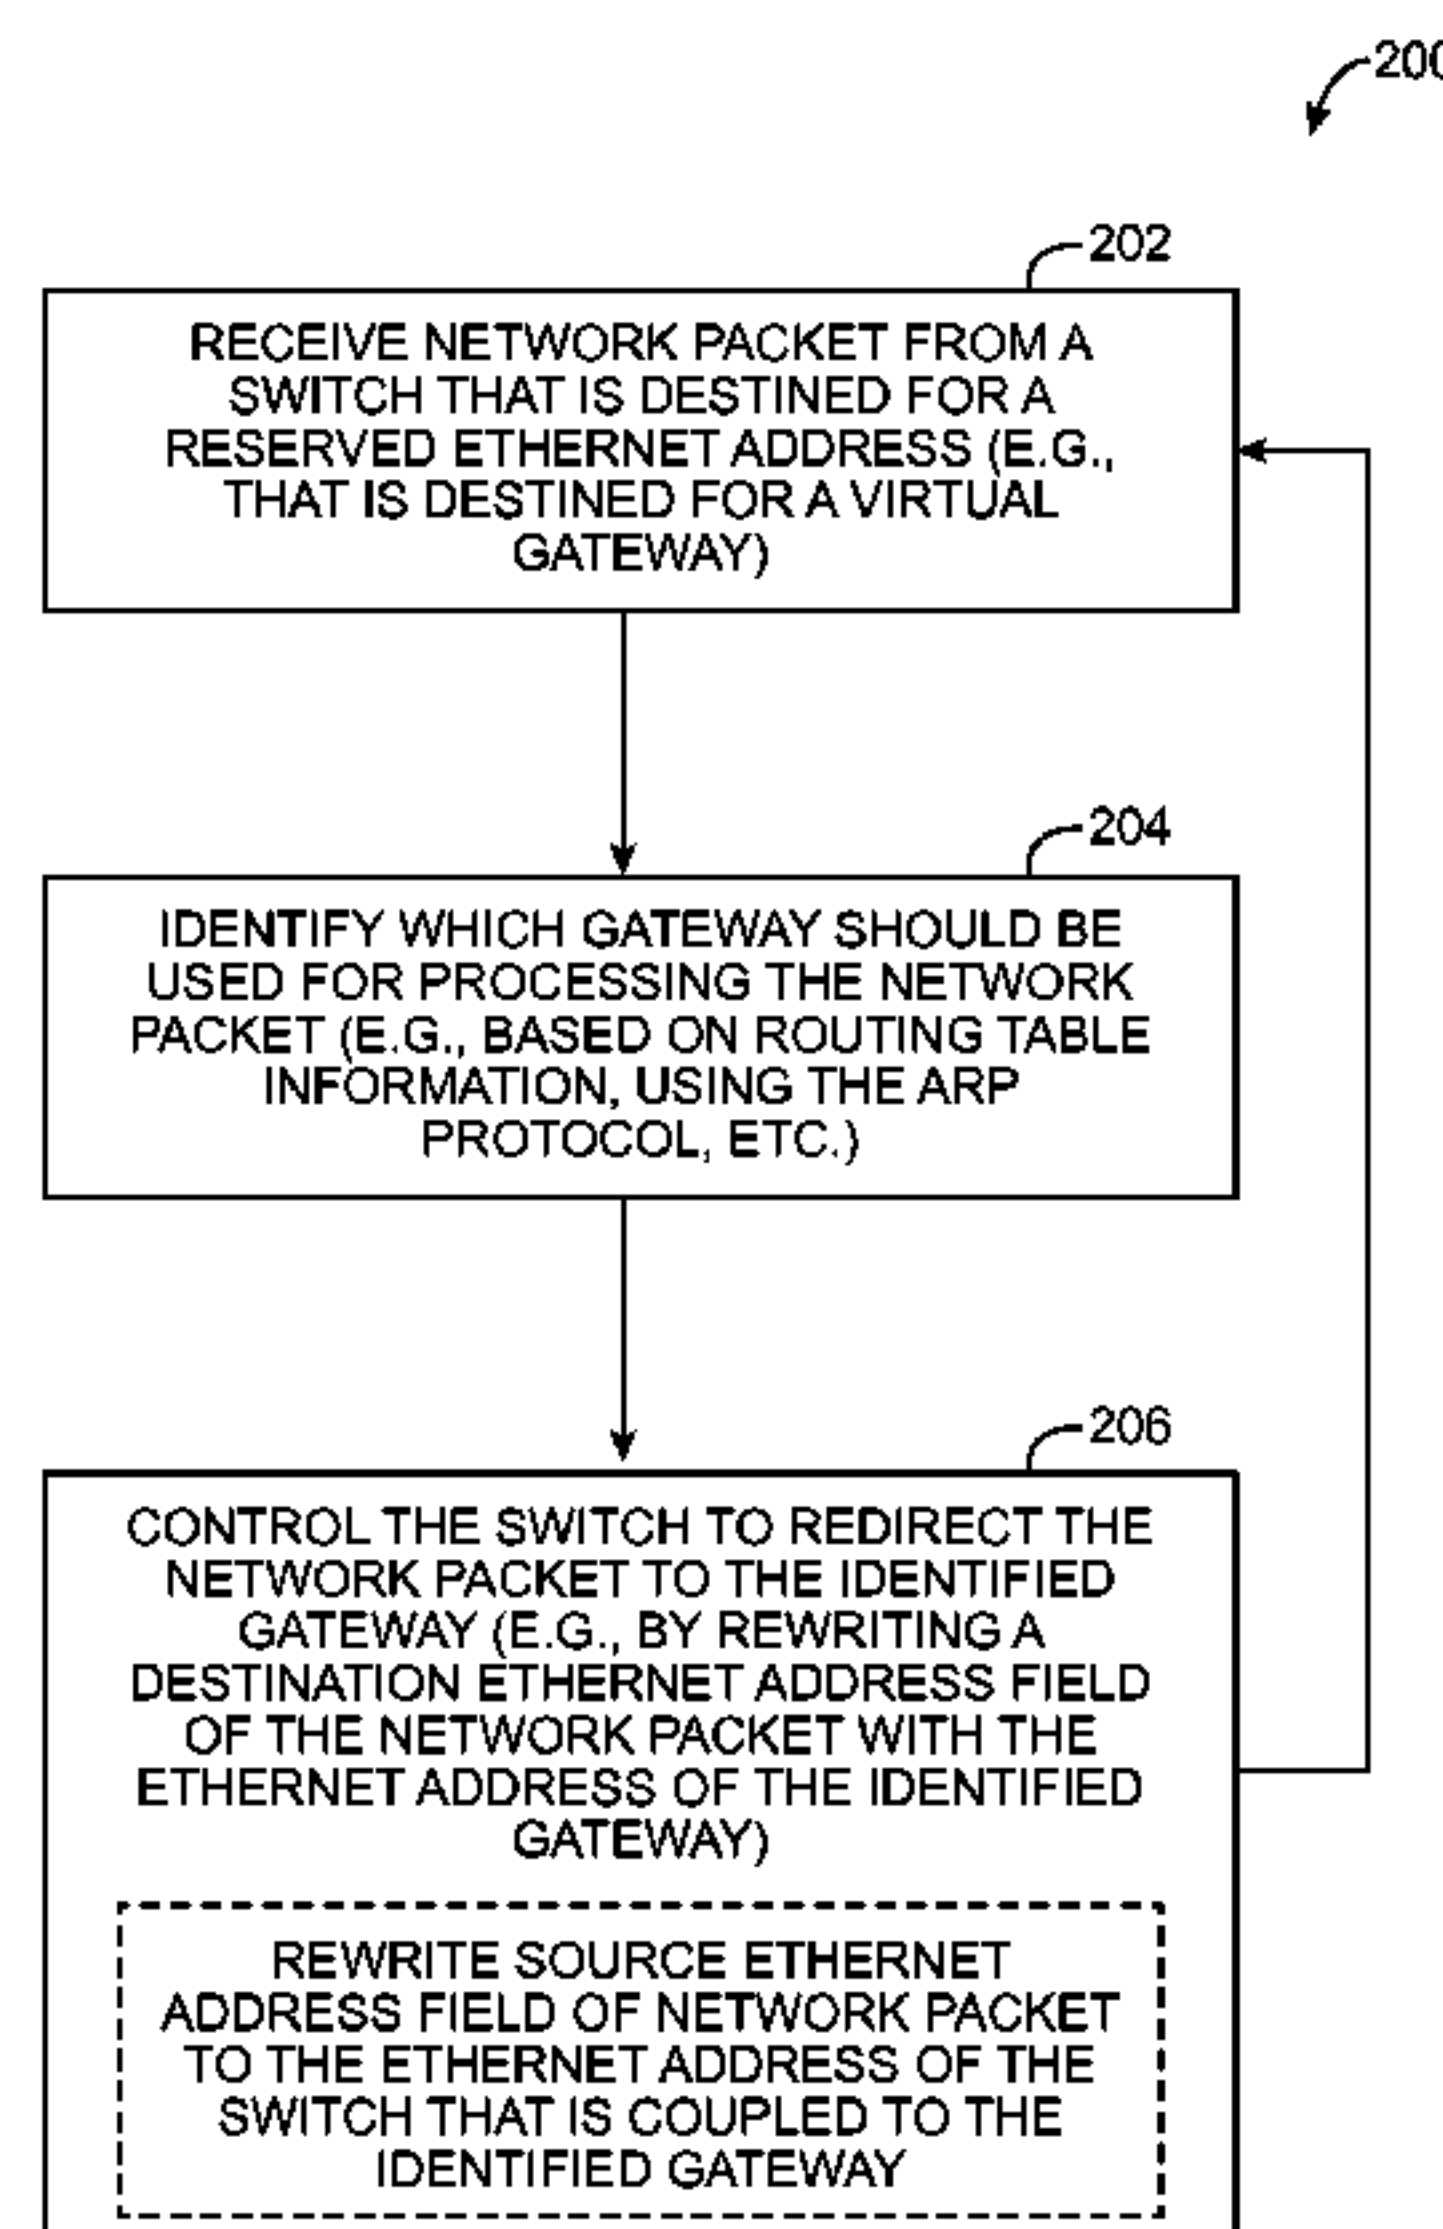 200
202
RECEIVE NETWORK PACKET FROM A
SWITCH THAT IS DESTINED FOR A
RESERVED ETHERNET ADDRESS (E.G.,
THAT IS DESTINED FOR A VIRTUAL
GATEWAY)
204
IDENTIFY WHICH GATEWAY SHOULD BE
USED FOR PROCESSING THE NETWORK
PACKET (E.G., BASED ON ROUTING TABLE
INFORMATION, USING THE ARP
PROTOCOL, ETC.)
206
CONTROL THE SWITCH TO REDIRECT THE
NETWORK PACKET TO THE IDENTIFIED
GATEWAY (E.G., BY REWRITING A
DESTINATION ETHERNET ADDRESS FIELD
OF THE NETWORK PACKET WITH THE
ETHERNET ADDRESS OF THE IDENTIFIED
GATEWAY)
REWRITE SOURCE ETHERNET
ADDRESS FIELD OF NETWORK PACKET
TO THE ETHERNET ADDRESS OF THE
SWITCH THAT IS COUPLED TO THE
IDENTIFIED GATEWAY